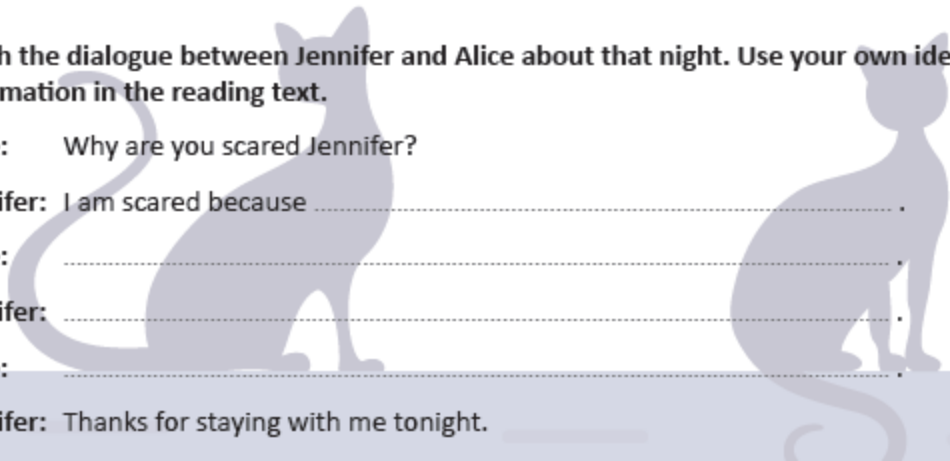 h the dialogue between Jennifer and Alice about that night. Use your own ide
mation in the reading text.
: Why are you scared Jennifer?
ifer: I am scared because ........ .
: ........ .
ifer: ........ .
: ........ .
ifer: Thanks for staying with me tonight.